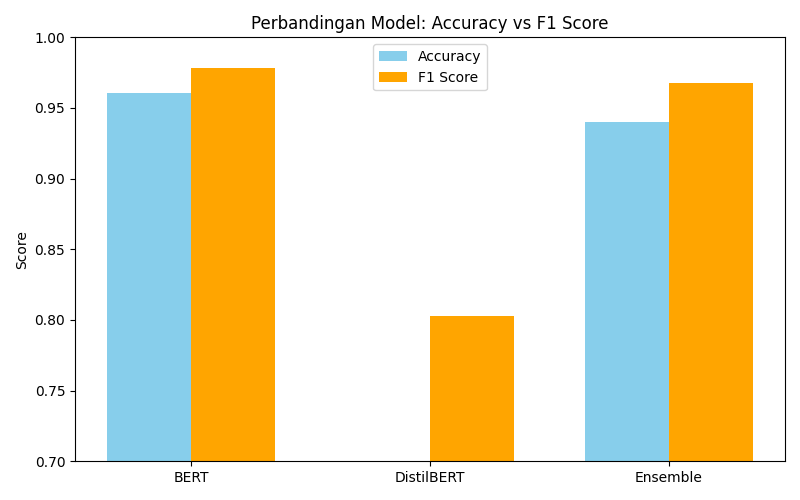 Perbandingan Model: Accuracy vs F1 Score
Accuracy
F1 Score
1.00
0.95
0.90
0.85
0.80
0.75
0.70
Score
BERT
DistilBERT
Ensemble